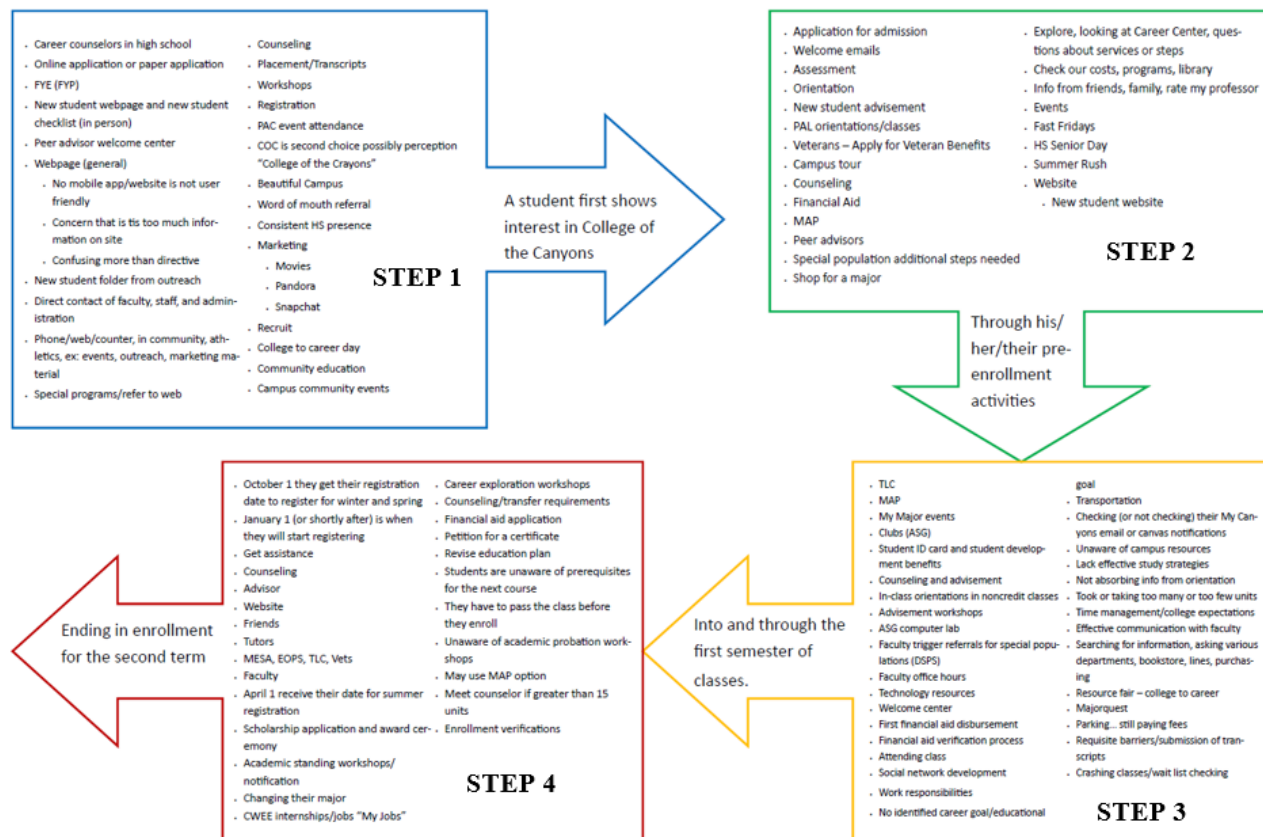 . Career counselors in high school
. Online application or paper application
. FYE (FYP)
. New student webpage and new student
checklist (in person)
. Peer advisor welcome center
. Webpage (general)
. No mobile app/website is not user
friendly
. Concern that is tis too much infor-
mation on site
. Confusing more than directive
. New student folder from outreach
. Direct contact of faculty, staff, and admin-
istration
. Phone/web/counter, in community, ath-
letics, ex: events, outreach, marketing ma-
terial
. Special programs/refer to web
. Counseling
. Placement/Transcripts
. Workshops
. Registration
. PAC event attendance
. COC is second choice possibly perception
“College of the Crayons”
. Beautiful Campus
. Word of mouth referral
. Consistent HS presence
. Marketing
. Movies
. Pandora
. Snapchat
. Recruit
. College to career day
. Community education
. Campus community events
STEP 1
A student first shows
interest in College of
the Canyons
. Application for admission
. Welcome emails
. Assessment
. Orientation
. New student advisement
. PAL orientations/classes
. Veterans – Apply for Veteran Benefits
. Campus tour
. Counseling
. Financial Aid
. MAP
. Peer advisors
. Special population additional steps needed
. Shop for a major
. Explore, looking at Career Center, ques-
tions about services or steps
. Check our costs, programs, library
. Info from friends, family, rate my professor
. Events
. Fast Fridays
. HS Senior Day
. Summer Rush
. Website
. New student website
STEP 2
Through his/
her/their pre-
enrollment
activities
. TLC
. MAP
. My Major events
. Clubs (ASG)
. Student ID card and student develop-
ment benefits
. Counseling and advisement
. In-class orientations in noncredit classes
. Advisement workshops
. ASG computer lab
. Faculty trigger referrals for special popu-
lations (DSPS)
. Faculty office hours
. Technology resources
. Welcome center
. First financial aid disbursement
. Financial aid verification process
. Attending class
. Social network development
. Work responsibilities
. No identified career goal/educational
goal
. Transportation
. Checking (or not checking) their My Can-
yons email or canvas notifications
. Unaware of campus resources
. Lack effective study strategies
. Not absorbing info from orientation
. Took or taking too many or too few units
. Time management/college expectations
. Effective communication with faculty
. Searching for information, asking various
departments, bookstore, lines, purchas-
ing
. Resource fair – college to career
. Majorquest
. Parking... still paying fees
. Requisite barriers/submission of tran-
scripts
. Crashing classes/wait list checking
STEP 3
Into and through the
first semester of
classes.
. October 1 they get their registration
date to register for winter and spring
. January 1 (or shortly after) is when
they will start registering
. Get assistance
. Counseling
. Advisor
. Website
. Friends
. Tutors
. MESA, EOPS, TLC, Vets
. Faculty
. April 1 receive their date for summer
registration
. Scholarship application and award cer-
emony
. Academic standing workshops/
notification
. Changing their major
. CWEE internships/jobs “My Jobs”
. Career exploration workshops
. Counseling/transfer requirements
. Financial aid application
. Petition for a certificate
. Revise education plan
. Students are unaware of prerequisites
for the next course
. They have to pass the class before
they enroll
. Unaware of academic probation work-
shops
. May use MAP option
. Meet counselor if greater than 15
units
. Enrollment verifications
STEP 4
Ending in enrollment
for the second term